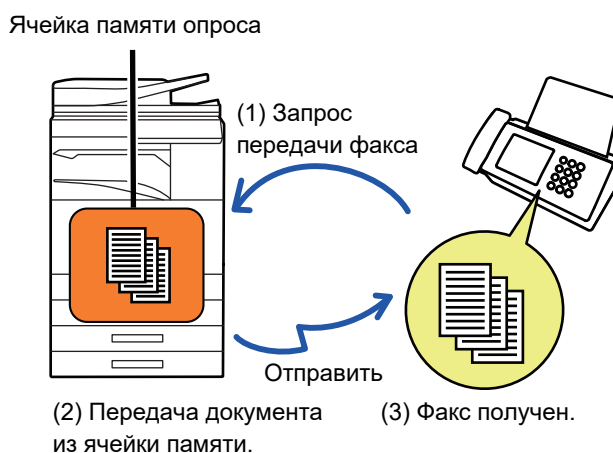 Ячейка памяти опроса
(1) Запрос
передачи факса
Отправить
(2) Передача документа
из ячейки памяти.
(3) Факс получен.